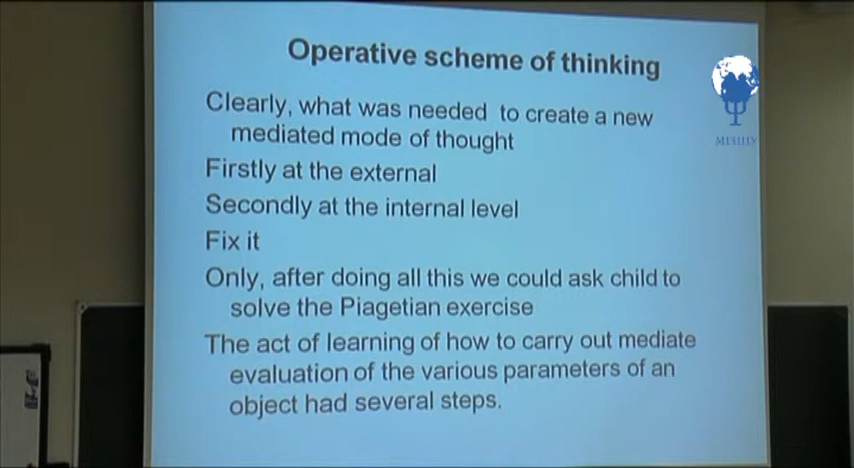 Operative scheme of thinking
Clearly, what was needed to create a new
mediated mode of thought
Firstly at the external
Secondly at the internal level
Fix it
Only, after doing all this we could ask child to
solve the Piagetian exercise
The act of learning of how to carry out mediate
evaluation of the various parameters of an
object had several steps.